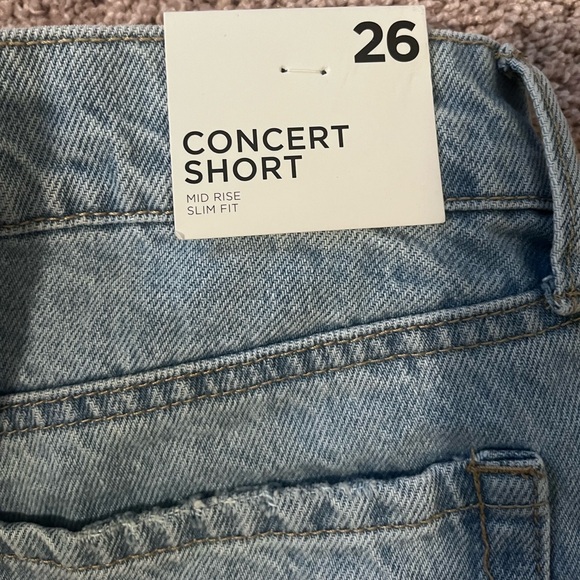 26
CONCERT
SHORT
MID RISE
SLIM FIT